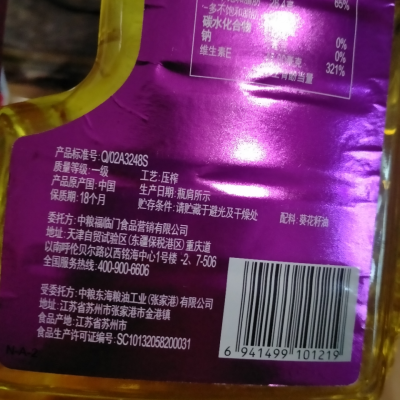 65%
多不饱和脂肪
碳水化合物 0%
钠 0%
维生素E 321%
产品标准号: Q/02A3248S
质量等级: 一级 工艺: 压榨
产品原产国: 中国 生产日期: 瓶肩所示
保质期: 18个月 贮存条件: 请贮藏于避光及干燥处 配料: 葵花籽油
委托方: 中粮福临门食品营销有限公司
地址: 天津自贸试验区(东疆保税港区)重庆道
以南呼伦贝尔路以西铭海中心1号楼 -2、7-506
全国服务热线: 400-900-6606
受委托方: 中粮东海粮油工业(张家港)有限公司
地址: 江苏省苏州市张家港市金港镇
食品产地: 江苏省苏州市
食品生产许可证编号: SC10132058200031
6 941499 101219